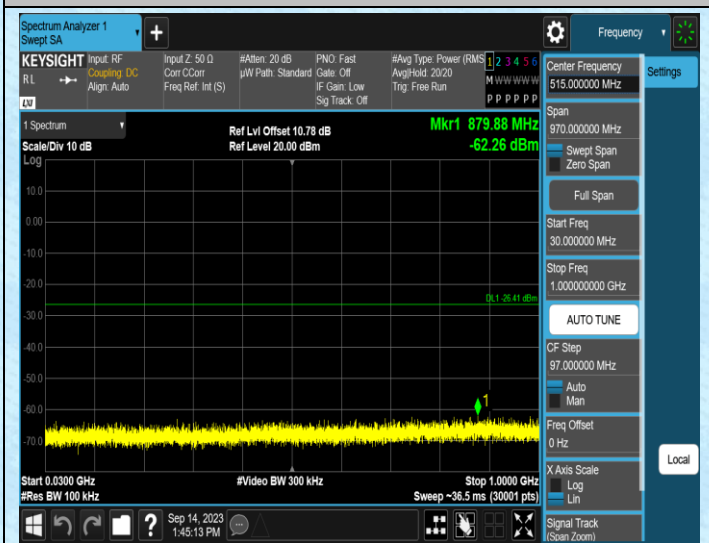 Spectrum Analyzer 1
Swept SA
+
Frequency
KEYSIGHT
RL
LXI
Input: RF
Coupling: DC
Align: Auto
Input Z: 50 Ω
Corr CCorr
Freq Ref: Int (S)
#Atten: 20 dB
µW Path: Standard
PNO: Fast
Gate: Off
IF Gain: Low
Sig Track: Off
#Avg Type: Power (RMS
Avg|Hold: 20/20
Trig: Free Run
1 2 3 4 5 6
M W W W W W
P P P P P P
1 Spectrum
Scale/Div 10 dB
Log
Ref Lvl Offset 10.78 dB
Ref Level 20.00 dBm
Mkr1 879.88 MHz
-62.26 dBm
10.0
0.00
-10.0
-20.0
DL1 -26.41 dBm
-30.0
-40.0
-50.0
-60.0
1
-70.0
Start 0.0300 GHz
#Res BW 100 kHz
#Video BW 300 kHz
Stop 1.0000 GHz
Sweep ~36.5 ms (30001 pts)
Sep 14, 2023
1:45:13 PM
?
Center Frequency
515.000000 MHz
Settings
Span
970.000000 MHz
Swept Span
Zero Span
Full Span
Start Freq
30.000000 MHz
Stop Freq
1.000000000 GHz
AUTO TUNE
CF Step
97.000000 MHz
Auto
Man
Freq Offset
0 Hz
X Axis Scale
Log
Lin
Local
Signal Track
(Span Zoom)